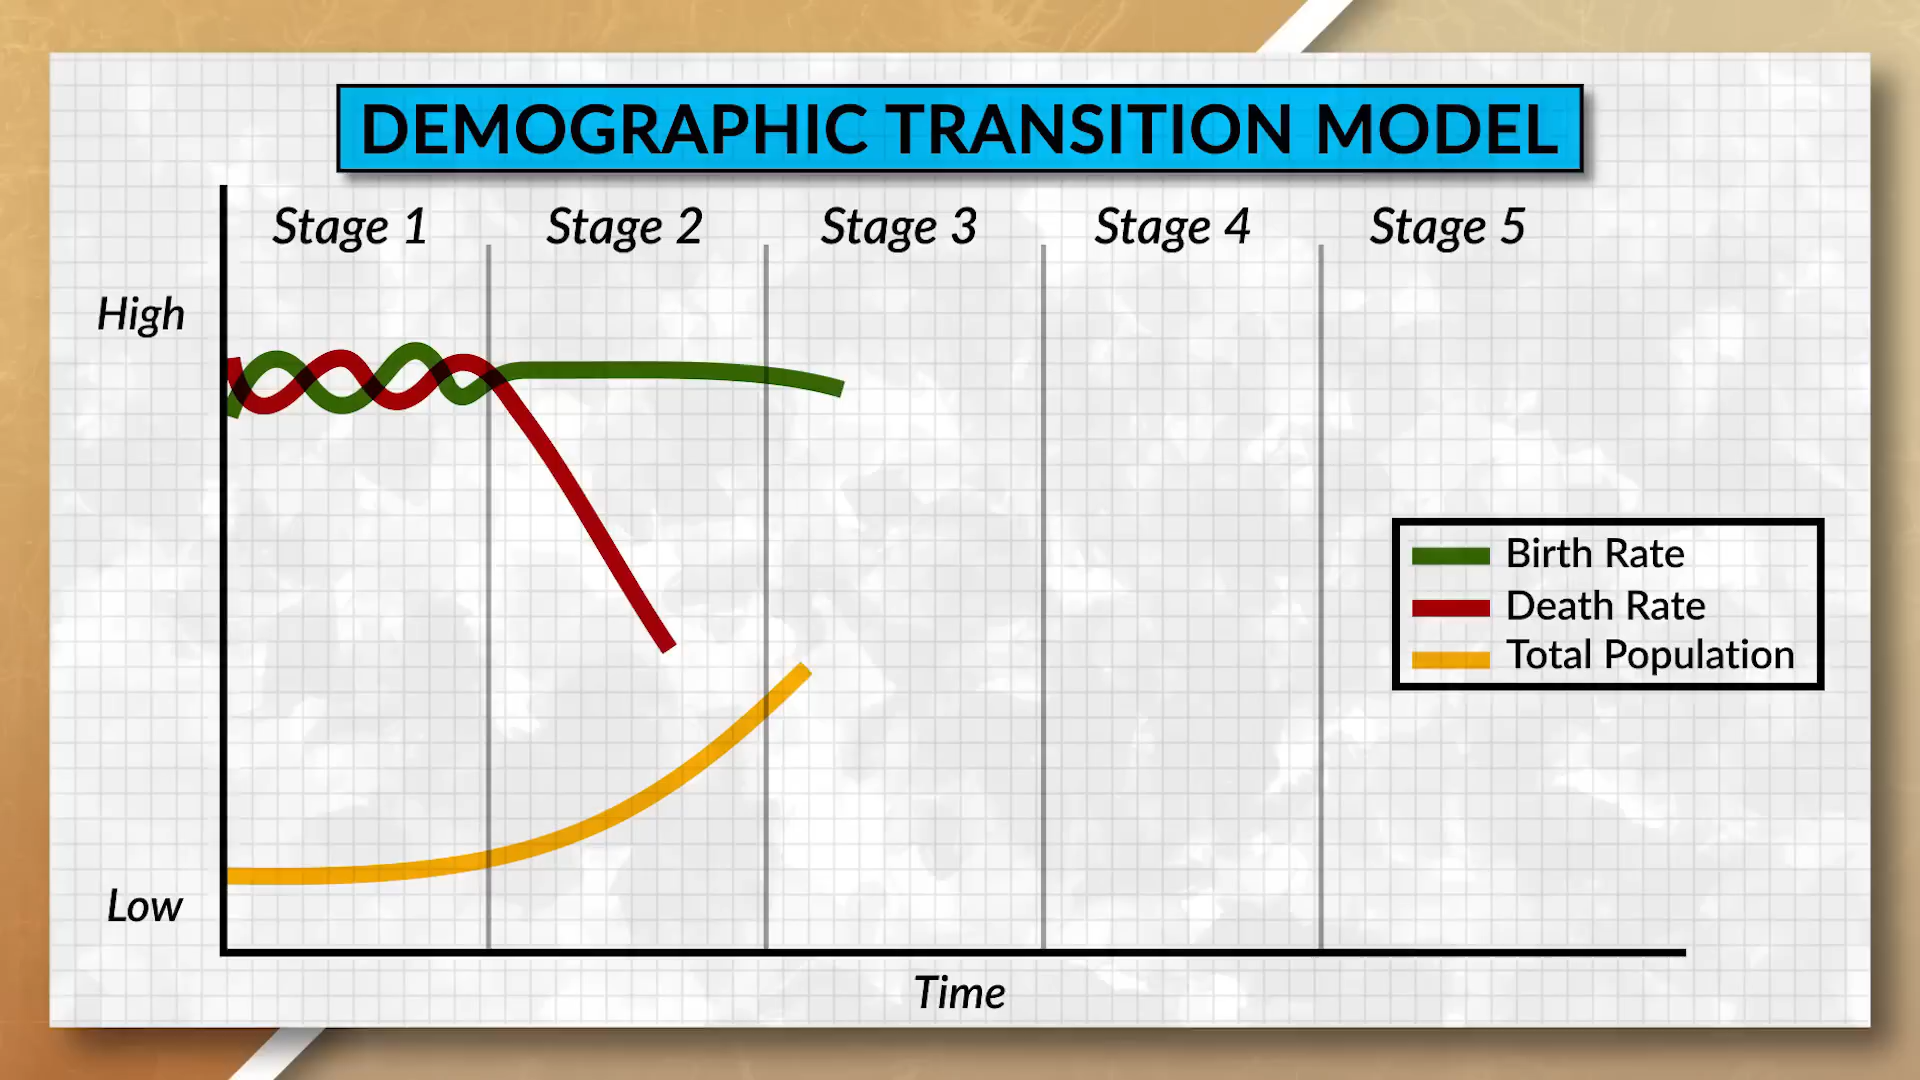 DEMOGRAPHIC TRANSITION MODEL
Stage 1
Stage 2
Stage 3
Stage 4
Stage 5
High
Birth Rate
Death Rate
Total Population
Low
Time